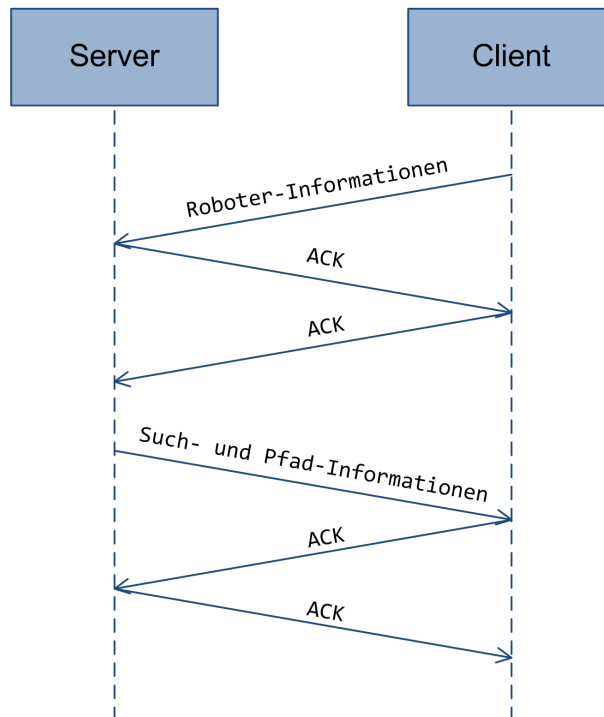 Server
Client
Roboter-Informationen
ACK
ACK
Such- und Pfad-Informationen
ACK
ACK